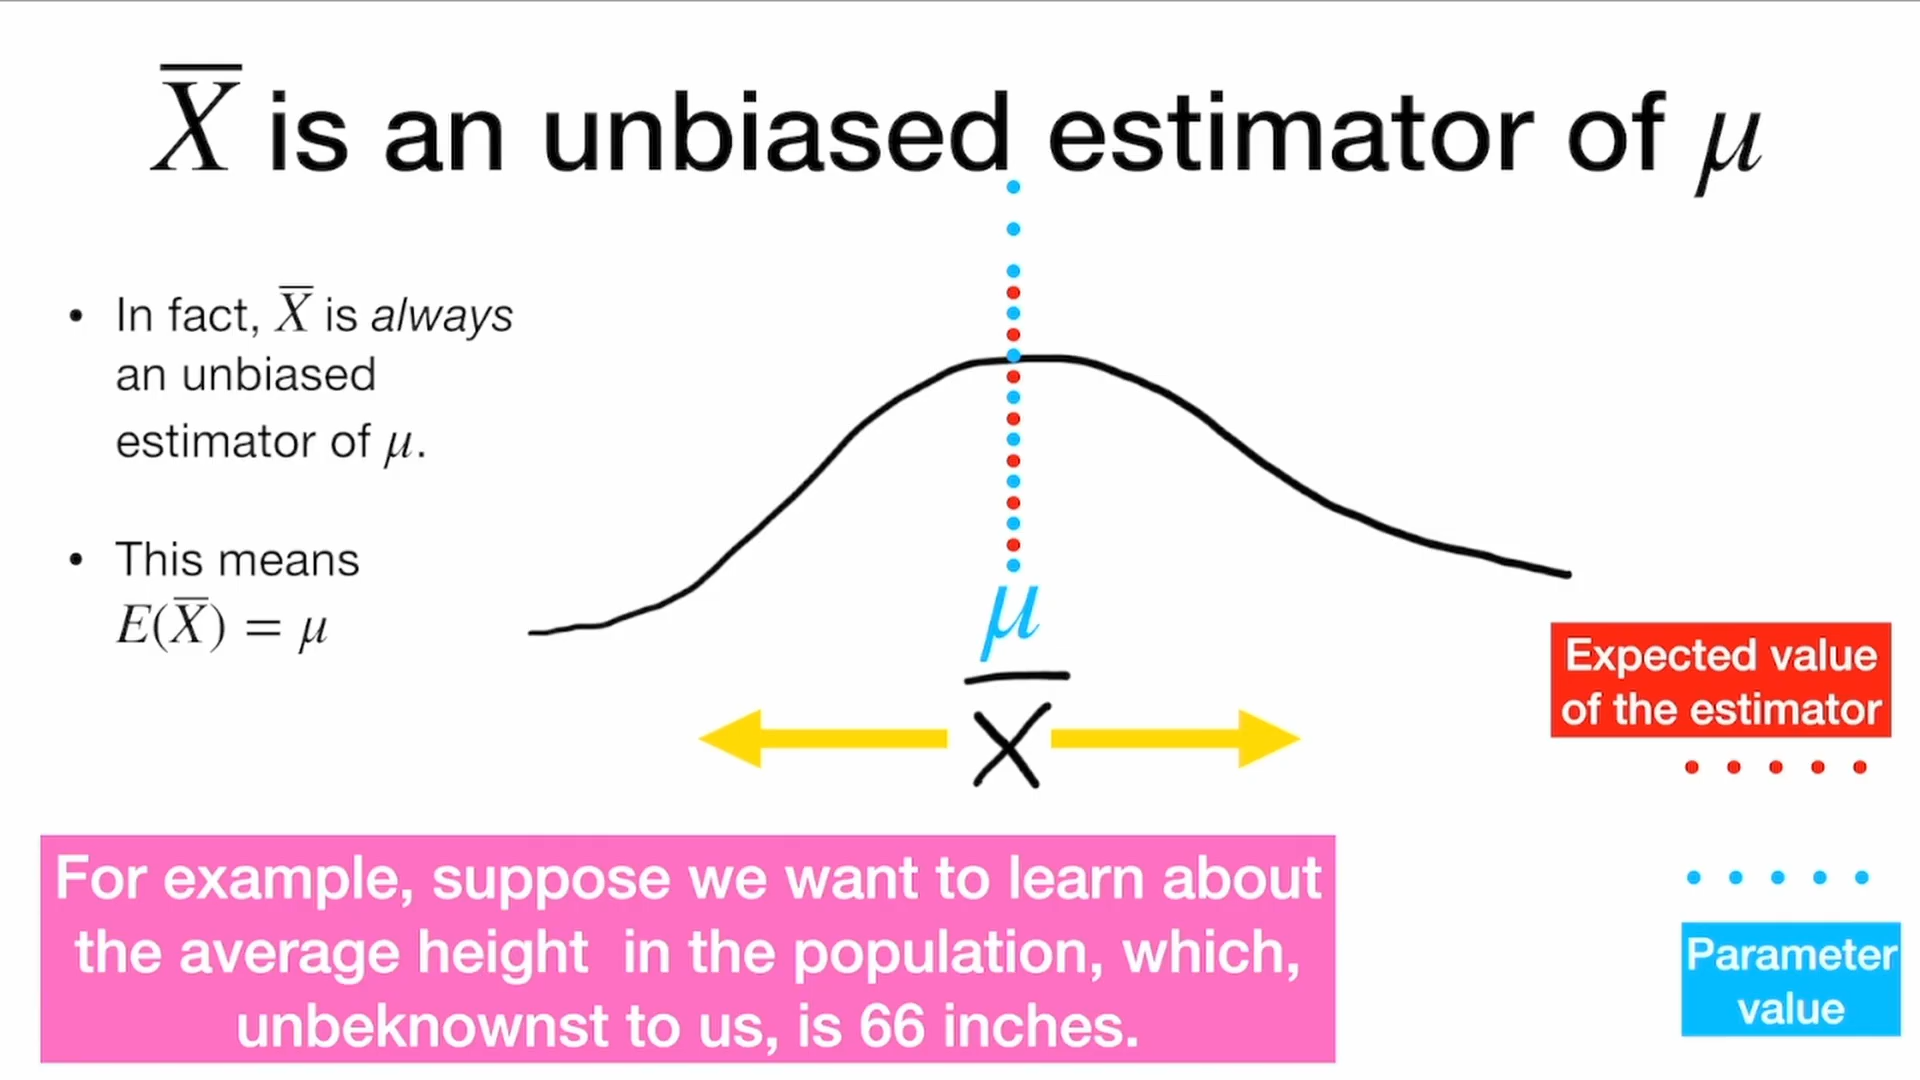 X̅ is an unbiased estimator of μ
• In fact, X̅ is always
an unbiased
estimator of μ.
• This means
E(X̅) = μ
μ
X̅
Expected value
of the estimator
Parameter
value
For example, suppose we want to learn about
the average height in the population, which,
unbeknownst to us, is 66 inches.